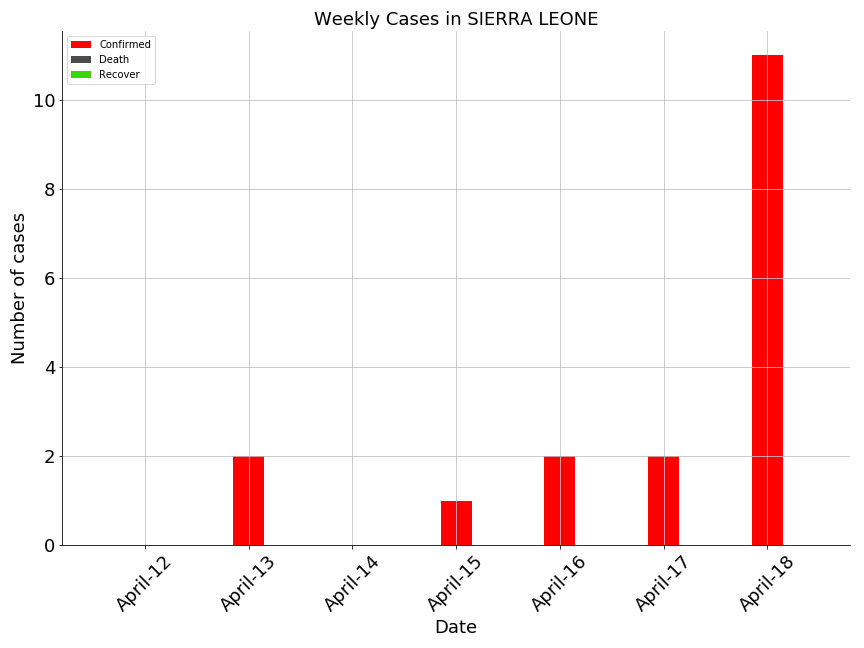 Weekly Cases in SIERRA LEONE
Confirmed
Death
Recover
Number of cases
10
8
6
4
2
0
April-12
April-13
April-14
April-15
April-16
April-17
April-18
Date